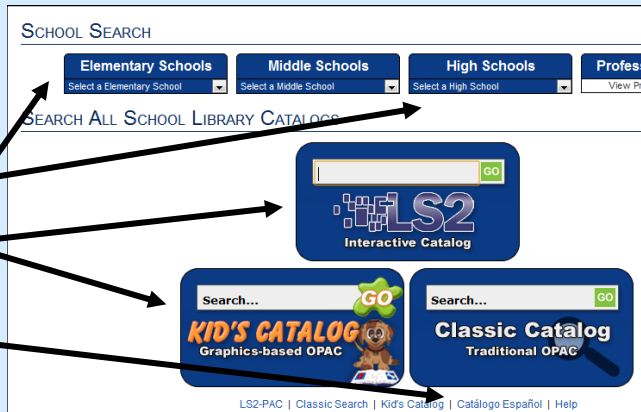 SCHOOL SEARCH
Elementary Schools Middle Schools High Schools
Select a Elementary School Select a Middle School Select a High School View
SEARCH ALL SCHOOL LIBRARY CATALOGS
GO
LS2
Interactive Catalog
Search... GO Search... GO
KID'S CATALOG Classic Catalog
Graphics-based OPAC Traditional OPAC
LS2-PAC | Classic Search | Kid's Catalog | Catálogo Español | Help